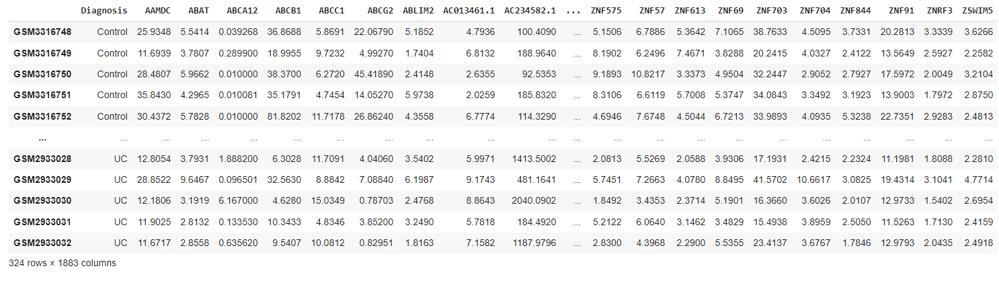 Diagnosis AAMDC ABAT ABCA12 ABCB1 ABCC1 ABCG2 ABLIM2 AC013461.1 AC234582.1 ... ZNF575 ZNF57 ZNF613 ZNF69 ZNF703 ZNF704 ZNF844 ZNF91 ZNRF3 ZSWIM5
GSM3316748 Control 25.9348 5.5414 0.039268 36.8688 5.8691 22.06790 5.1852 4.7936 100.4090 ... 5.1506 6.7886 5.3642 7.1065 38.7633 4.5095 3.7331 20.2813 3.3339 3.6266
GSM3316749 Control 11.6939 3.7807 0.289900 18.9955 9.7232 4.99270 1.7404 6.8132 188.9640 ... 8.1902 6.2496 7.4671 3.8288 20.2415 4.0327 2.4122 13.5649 2.5927 2.2582
GSM3316750 Control 28.4807 5.9662 0.010000 38.3700 6.2720 45.41890 2.4148 2.6355 92.5353 ... 9.1893 10.8217 3.3373 4.9504 32.2447 2.9052 2.7927 17.5972 2.0049 3.2104
GSM3316751 Control 35.8430 4.2965 0.010081 35.1791 4.7454 14.05270 5.9738 2.0259 185.8320 ... 8.3106 6.6119 5.7008 5.3747 34.0843 3.3492 3.1923 13.9003 1.7972 2.8750
GSM3316752 Control 30.4372 5.7828 0.010000 81.8202 11.7178 26.86240 4.3558 6.7774 114.3290 ... 4.6946 7.6748 4.5044 6.7213 33.9893 4.0935 5.3238 22.7351 2.9283 2.4813
... ... ... ... ... ... ... ... ... ... ... ... ... ... ... ... ... ... ... ... ... ...
GSM2933028 UC 12.8054 3.7931 1.888200 6.3028 11.7091 4.04060 3.5402 5.9971 1413.5002 ... 2.0813 5.5269 2.0588 3.9306 17.1931 2.4215 2.2324 11.1981 1.8088 2.2810
GSM2933029 UC 28.8522 9.6467 0.096501 32.5630 8.8842 7.08840 6.1987 9.1743 481.1641 ... 5.7451 7.2663 4.0780 8.8495 41.5702 10.6617 3.0825 19.4314 3.1041 4.7714
GSM2933030 UC 12.1806 3.1919 6.167000 4.6280 15.0349 0.78703 2.4768 8.8643 2040.0902 ... 1.8492 3.4353 2.3714 5.1901 16.3660 3.6026 2.0107 12.9733 1.5402 2.6954
GSM2933031 UC 11.9025 2.8132 0.133530 10.3433 4.8346 3.85200 3.2490 5.7818 184.4920 ... 5.2122 6.0640 3.1462 3.4829 15.4938 3.8959 2.5050 11.5263 1.7130 2.4159
GSM2933032 UC 11.6717 2.8558 0.635620 9.5407 10.0812 0.82951 1.8163 7.1582 1187.9796 ... 2.8300 4.3968 2.2900 5.5355 23.4137 3.6767 1.7846 12.9793 2.0435 2.4918
324 rows × 1883 columns